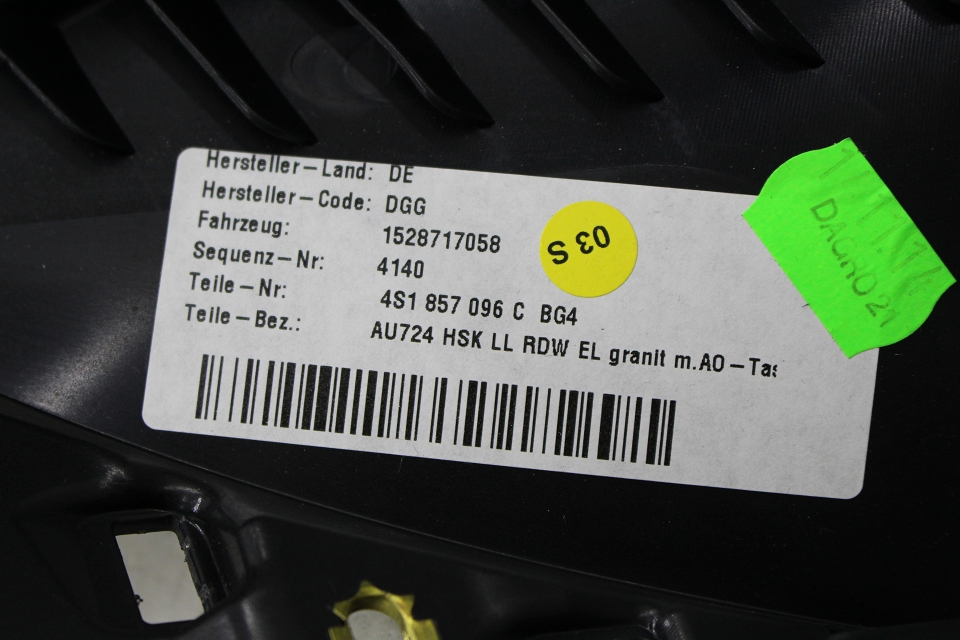 Hersteller-Land: DE
Hersteller-Code: DGG
Fahrzeug: 1528717058
Sequenz-Nr: 4140
Teile-Nr: 4S1 857 096 C BG4
Teile-Bez.: AU724 HSK LL RDW EL granit m.AO-Tas
03 S
DACH021